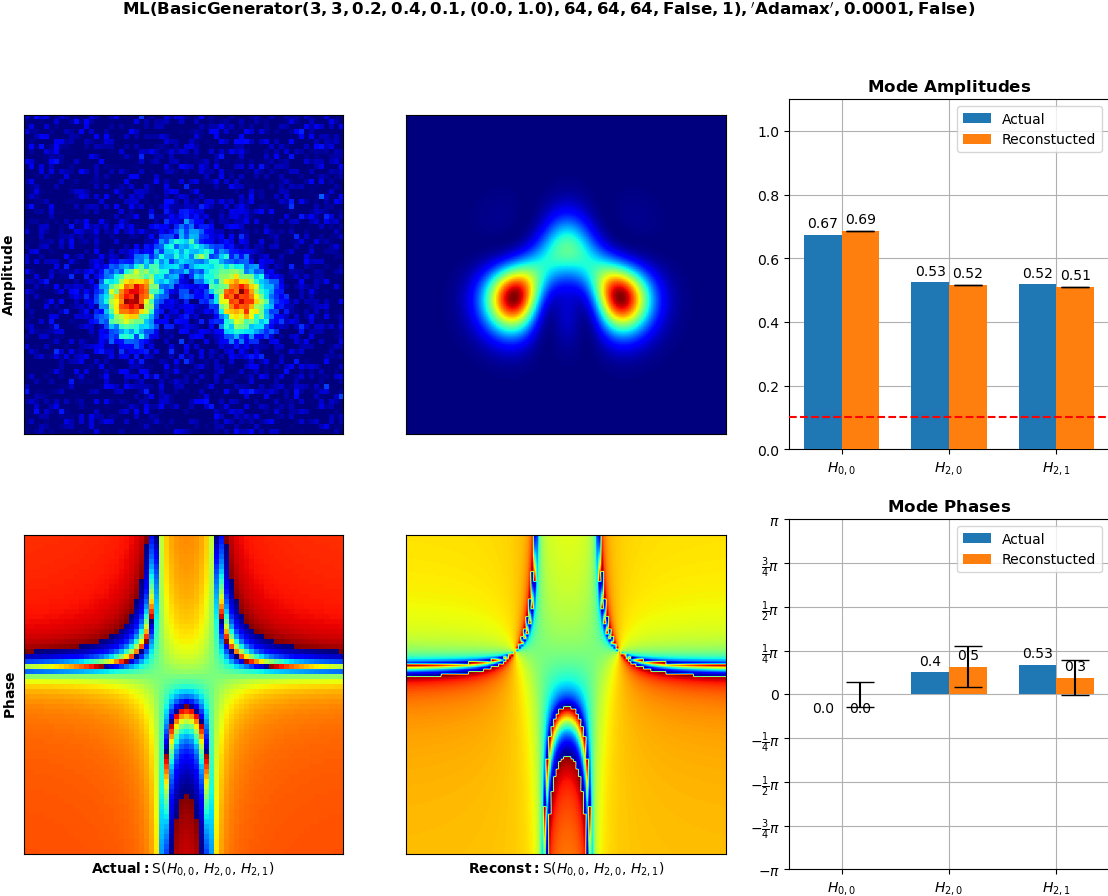 ML(BasicGenerator(3, 3, 0.2, 0.4, 0.1, (0.0, 1.0), 64, 64, 64, False, 1), ′Adamax′, 0.0001, False)
Amplitude
Mode Amplitudes
Actual
Reconstucted
1.0
0.8
0.6
0.4
0.2
0.0
0.67
0.69
0.53
0.52
0.52
0.51
H0,0
H2,0
H2,1
Phase
Actual: S(H0,0, H2,0, H2,1)
Reconst: S(H0,0, H2,0, H2,1)
Mode Phases
Actual
Reconstucted
π
3/4π
1/2π
1/4π
0
−1/4π
−1/2π
−3/4π
−π
0.0
0.0
0.4
0.5
0.53
0.3
H0,0
H2,0
H2,1